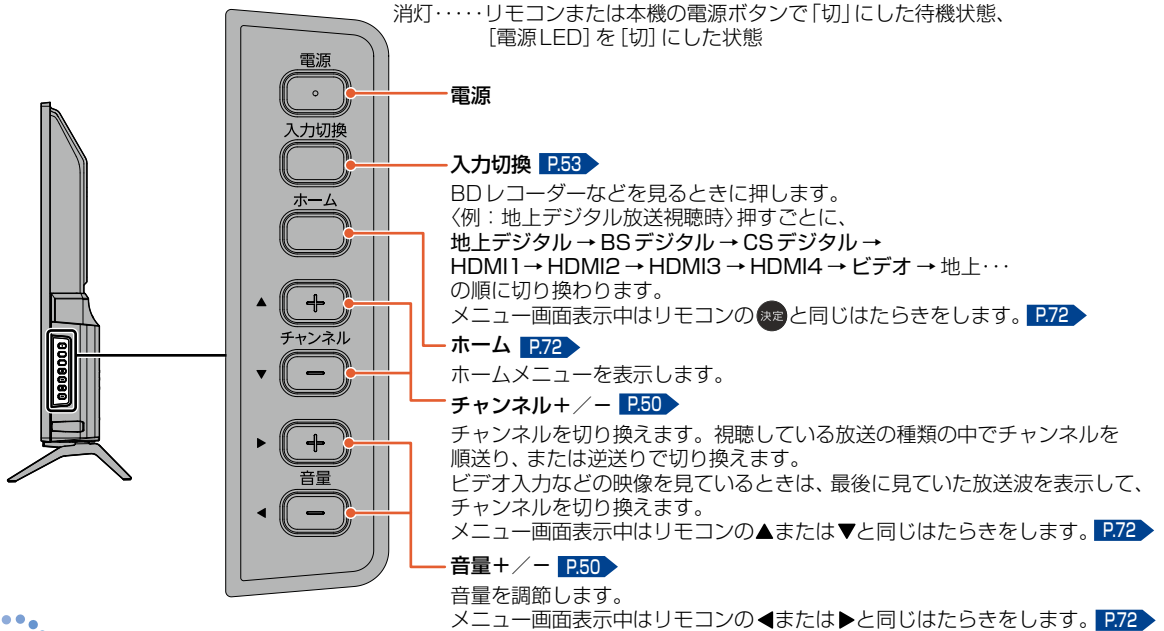 消灯･････リモコンまたは本機の電源ボタンで「切」にした待機状態、
[電源LED]を[切]にした状態
電源
入力切換
ホーム
▲ ＋
チャンネル
▼ －
▶ ＋
音量
◀ －
電源
入力切換 P.53
BDレコーダーなどを見るときに押します。
〈例：地上デジタル放送視聴時〉押すごとに、
地上デジタル → BSデジタル → CSデジタル →
HDMI1 → HDMI2 → HDMI3 → HDMI4 → ビデオ → 地上･･･
の順に切り換わります。
メニュー画面表示中はリモコンの決定と同じはたらきをします。 P.72
ホーム P.72
ホームメニューを表示します。
チャンネル＋／－ P.50
チャンネルを切り換えます。視聴している放送の種類の中でチャンネルを
順送り、または逆送りで切り換えます。
ビデオ入力などの映像を見ているときは、最後に見ていた放送波を表示して、
チャンネルを切り換えます。
メニュー画面表示中はリモコンの▲または▼と同じはたらきをします。 P.72
音量＋／－ P.50
音量を調節します。
メニュー画面表示中はリモコンの◀または▶と同じはたらきをします。 P.72